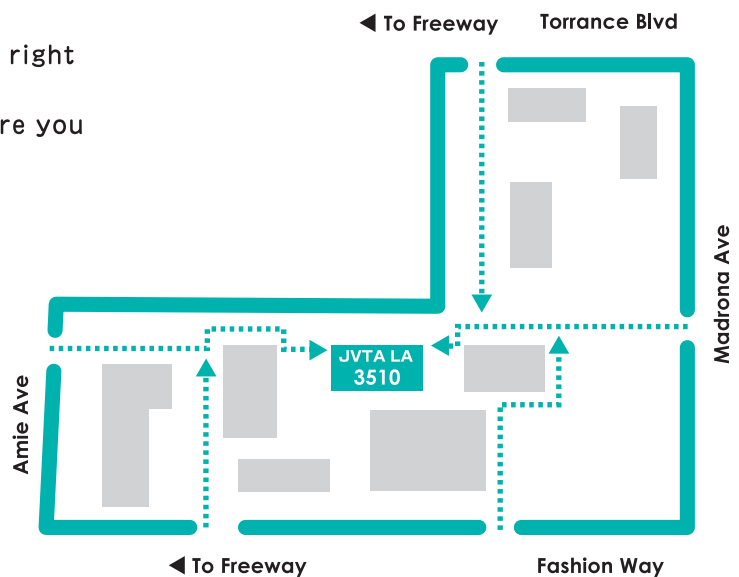 ◀ To Freeway
Torrance Blvd
right
re you
Madrona Ave
JVTA LA
3510
Amie Ave
◀ To Freeway
Fashion Way